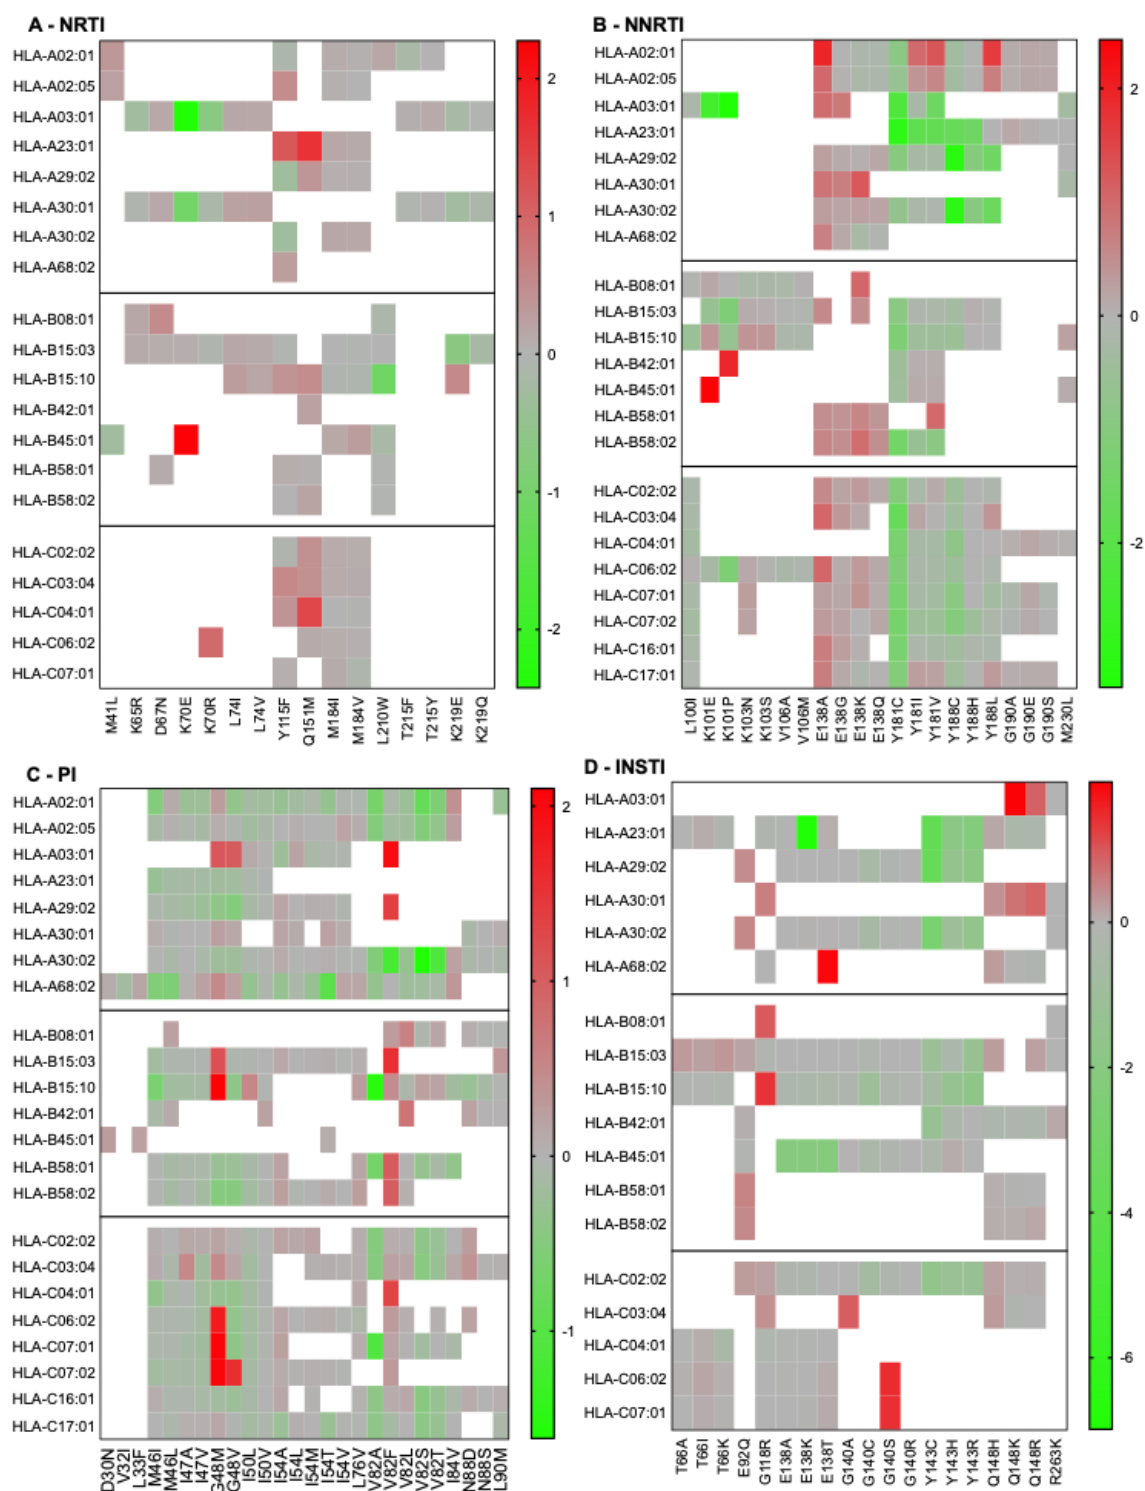 A - NRTI
HLA-A02:01
HLA-A02:05
HLA-A03:01
HLA-A23:01
HLA-A29:02
HLA-A30:01
HLA-A30:02
HLA-A68:02
HLA-B08:01
HLA-B15:03
HLA-B15:10
HLA-B42:01
HLA-B45:01
HLA-B58:01
HLA-B58:02
HLA-C02:02
HLA-C03:04
HLA-C04:01
HLA-C06:02
HLA-C07:01
M41L
K65R
D67N
K70E
K70R
L74I
L74V
Y115F
Q151M
M184I
M184V
L210W
T215F
T215Y
K219E
K219Q
2
1
0
-1
-2
B - NNRTI
HLA-A02:01
HLA-A02:05
HLA-A03:01
HLA-A23:01
HLA-A29:02
HLA-A30:01
HLA-A30:02
HLA-A68:02
HLA-B08:01
HLA-B15:03
HLA-B15:10
HLA-B42:01
HLA-B45:01
HLA-B58:01
HLA-B58:02
HLA-C02:02
HLA-C03:04
HLA-C04:01
HLA-C06:02
HLA-C07:01
HLA-C07:02
HLA-C16:01
HLA-C17:01
L100I
K101E
K101P
K103N
K103S
V106A
V106M
E138A
E138G
E138K
E138Q
Y181C
Y181I
Y181V
Y188C
Y188H
Y188L
G190A
G190E
G190S
M230L
2
0
-2
C - PI
HLA-A02:01
HLA-A02:05
HLA-A03:01
HLA-A23:01
HLA-A29:02
HLA-A30:01
HLA-A30:02
HLA-A68:02
HLA-B08:01
HLA-B15:03
HLA-B15:10
HLA-B42:01
HLA-B45:01
HLA-B58:01
HLA-B58:02
HLA-C02:02
HLA-C03:04
HLA-C04:01
HLA-C06:02
HLA-C07:01
HLA-C07:02
HLA-C16:01
HLA-C17:01
D30N
V32I
L33F
M46I
M46L
I47A
I47V
G48M
G48V
I50L
I50V
I54A
I54L
I54M
I54T
I54V
L76V
V82A
V82F
V82L
V82S
V82T
I84V
N88D
N88S
L90M
2
1
0
-1
D - INSTI
HLA-A03:01
HLA-A23:01
HLA-A29:02
HLA-A30:01
HLA-A30:02
HLA-A68:02
HLA-B08:01
HLA-B15:03
HLA-B15:10
HLA-B42:01
HLA-B45:01
HLA-B58:01
HLA-B58:02
HLA-C02:02
HLA-C03:04
HLA-C04:01
HLA-C06:02
HLA-C07:01
T66A
T66I
T66K
E92Q
G118R
E138A
E138K
E138T
G140A
G140C
G140S
G140R
Y143C
Y143H
Y143R
Q148H
Q148K
Q148R
R263K
0
-2
-4
-6